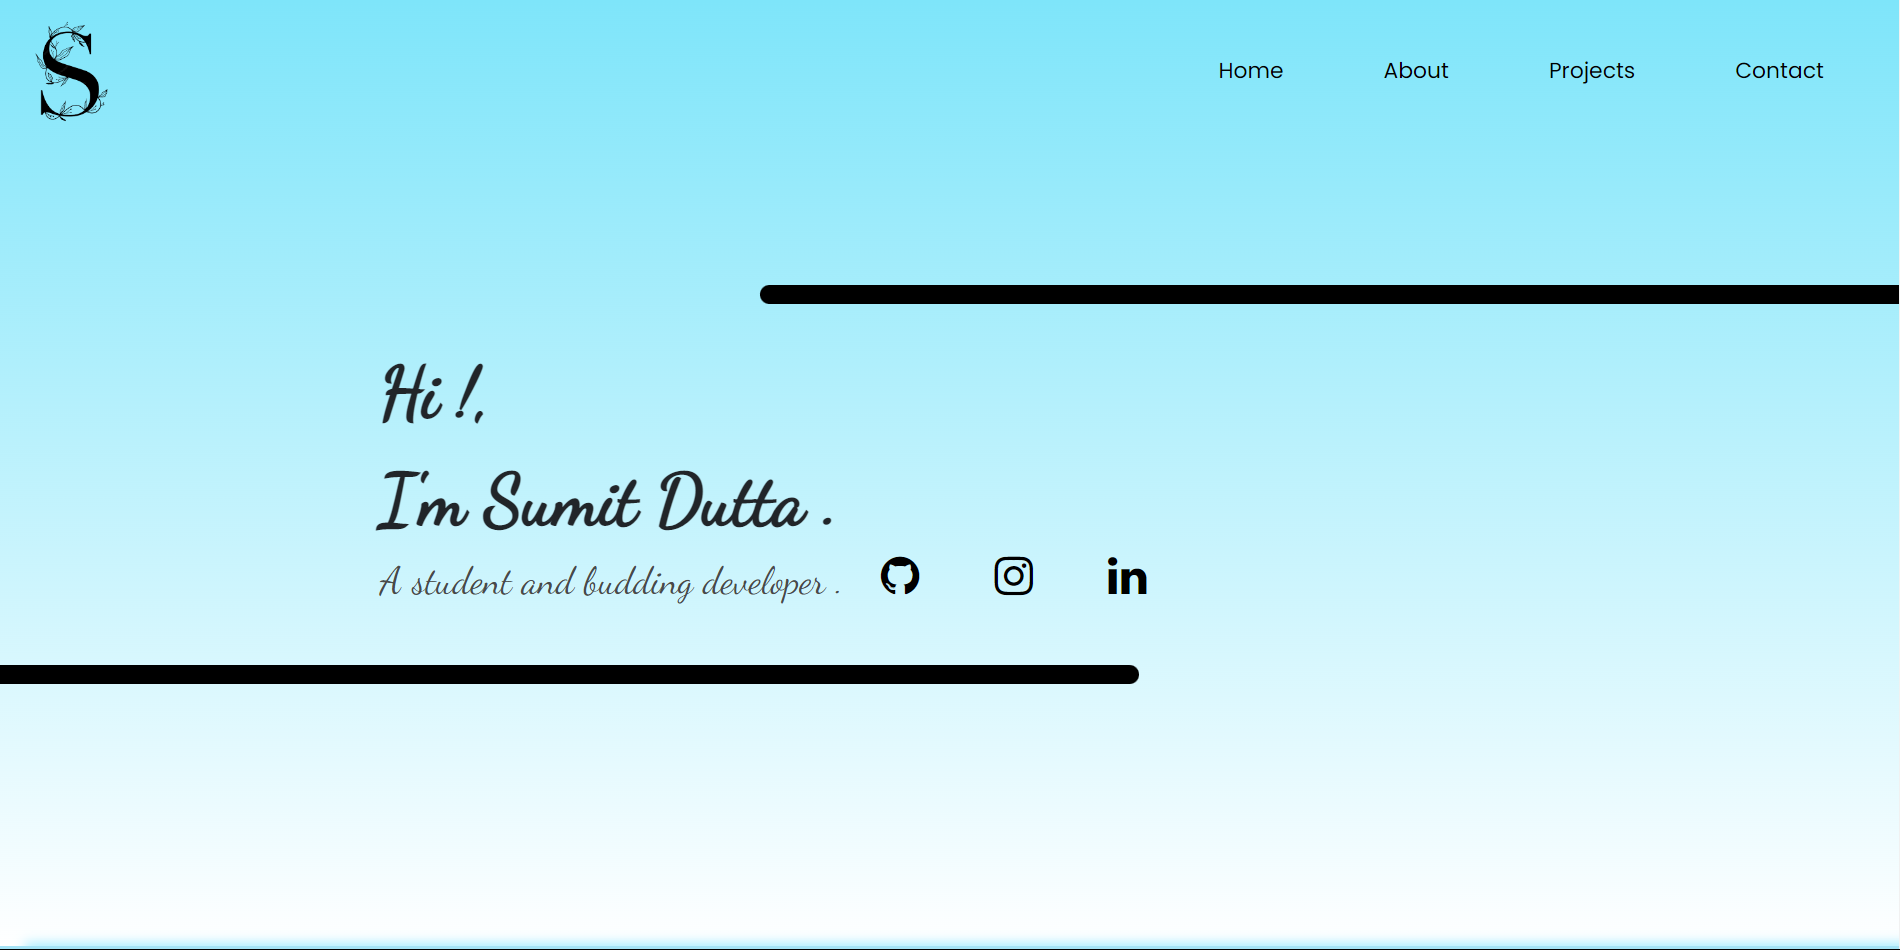 S
Home About Projects Contact
Hi !,
I'm Sumit Dutta .
A student and budding developer .
in